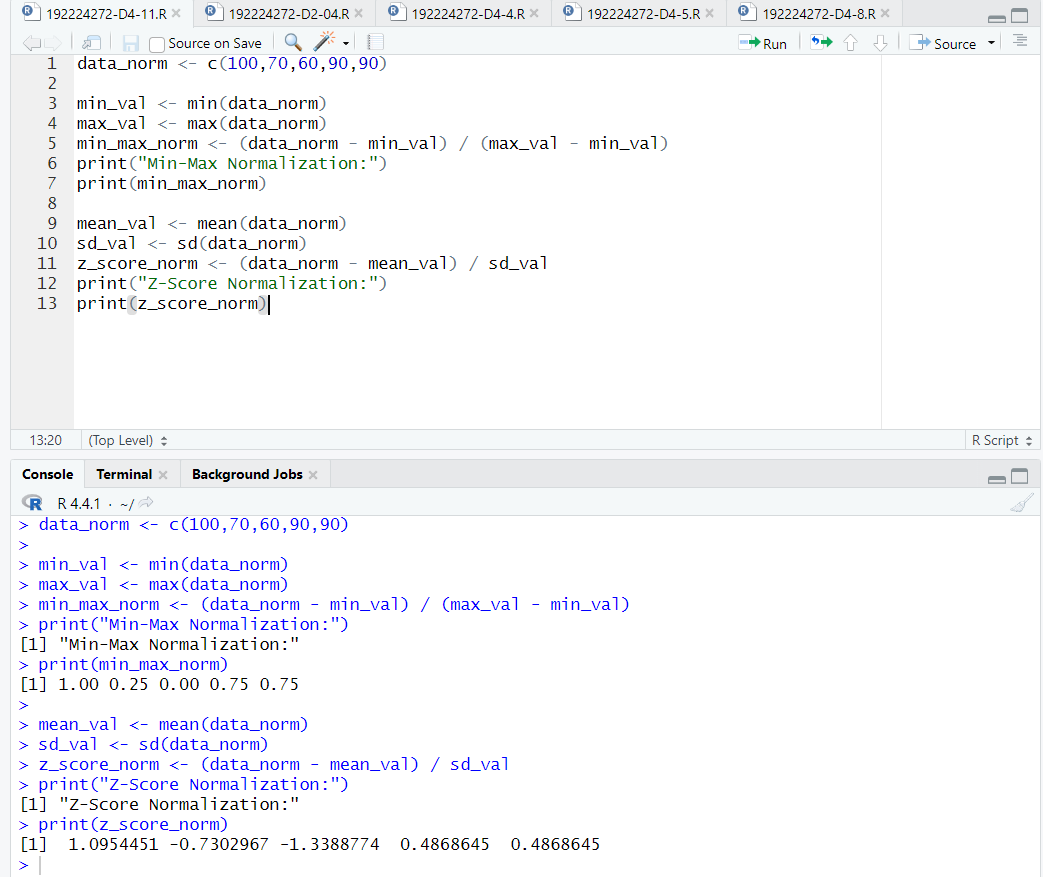 192224272-D4-11.R 192224272-D2-04.R 192224272-D4-4.R 192224272-D4-5.R 192224272-D4-8.R
Source on Save Run Source
1 data_norm <- c(100,70,60,90,90)
2
3 min_val <- min(data_norm)
4 max_val <- max(data_norm)
5 min_max_norm <- (data_norm - min_val) / (max_val - min_val)
6 print("Min-Max Normalization:")
7 print(min_max_norm)
8
9 mean_val <- mean(data_norm)
10 sd_val <- sd(data_norm)
11 z_score_norm <- (data_norm - mean_val) / sd_val
12 print("Z-Score Normalization:")
13 print(z_score_norm)
13:20 (Top Level) R Script
Console Terminal Background Jobs
R R 4.4.1 · ~/
> data_norm <- c(100,70,60,90,90)
>
> min_val <- min(data_norm)
> max_val <- max(data_norm)
> min_max_norm <- (data_norm - min_val) / (max_val - min_val)
> print("Min-Max Normalization:")
[1] "Min-Max Normalization:"
> print(min_max_norm)
[1] 1.00 0.25 0.00 0.75 0.75
>
> mean_val <- mean(data_norm)
> sd_val <- sd(data_norm)
> z_score_norm <- (data_norm - mean_val) / sd_val
> print("Z-Score Normalization:")
[1] "Z-Score Normalization:"
> print(z_score_norm)
[1]  1.0954451 -0.7302967 -1.3388774  0.4868645  0.4868645
>